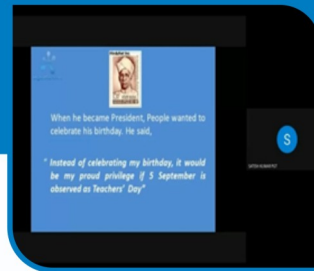 When he became President, People wanted to
celebrate his birthday. He said,
" Instead of celebrating my birthday, it would
be my proud privilege if 5 September is
observed as Teachers' Day"
S